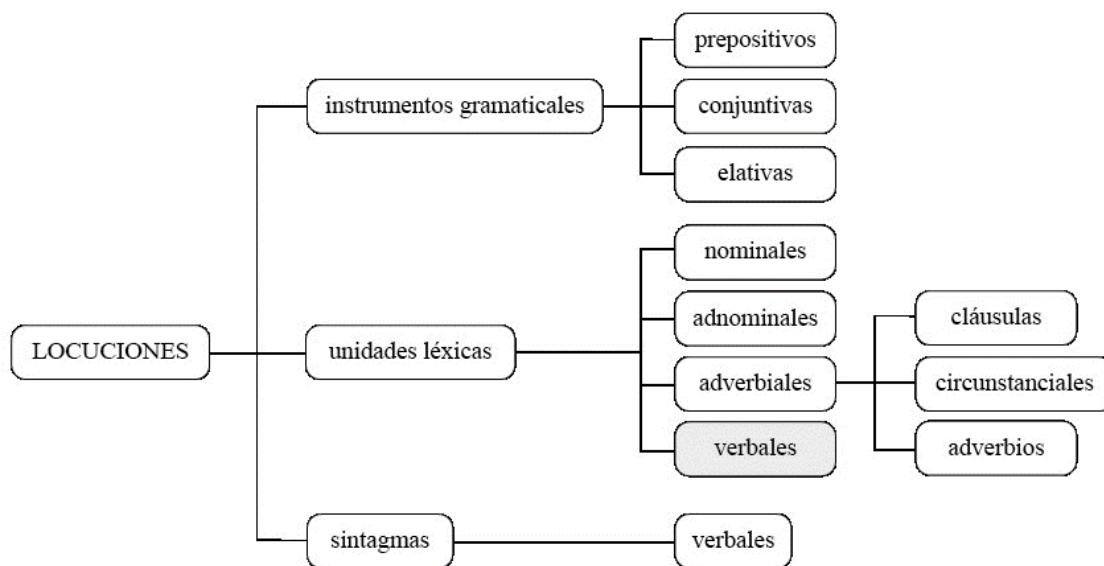 prepositivos
instrumentos gramaticales
conjuntivas
elativas
nominales
adnominales
cláusulas
LOCUCIONES
unidades léxicas
adverbiales
circunstanciales
verbales
adverbios
sintagmas
verbales